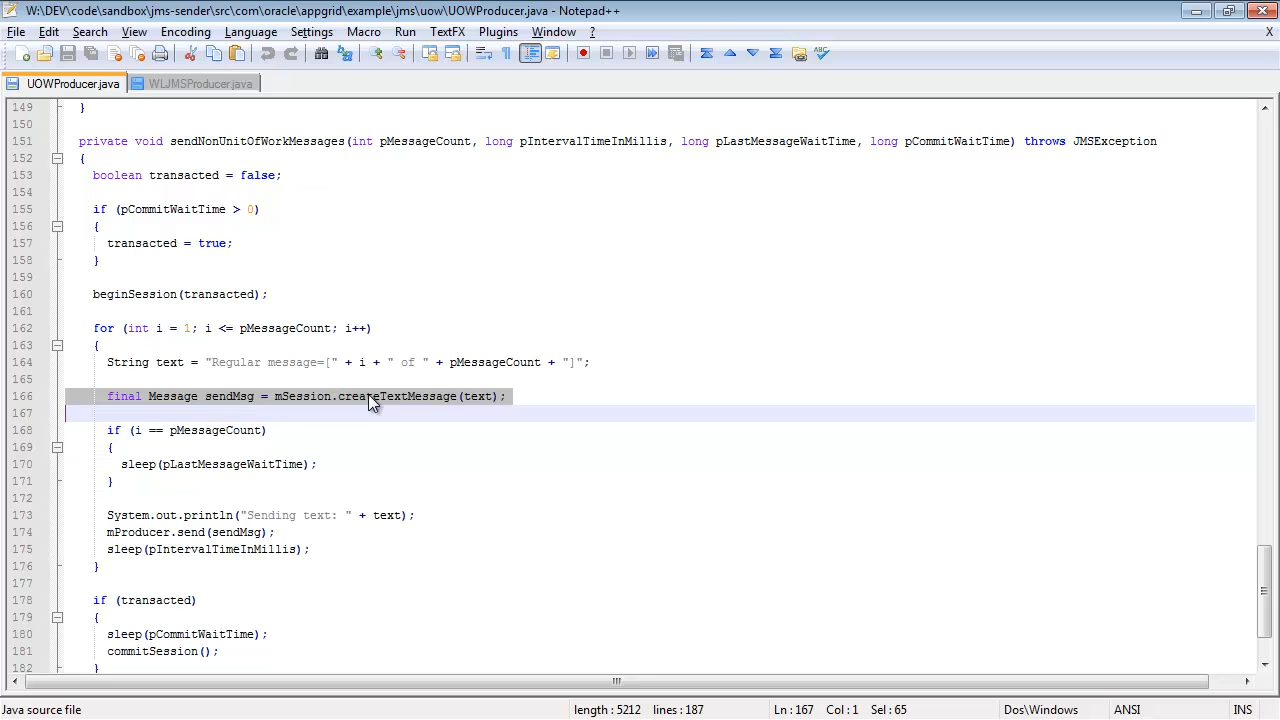 W:\DEV\code\sandbox\jms-sender\src\com\oracle\appgrid\example\jms\uow\UOWProducer.java - Notepad++
File Edit Search View Encoding Language Settings Macro Run TextFX Plugins Window ? X
UOWProducer.java WLJMSProducer.java
149 }
150
151 private void sendNonUnitOfWorkMessages(int pMessageCount, long pIntervalTimeInMillis, long pLastMessageWaitTime, long pCommitWaitTime) throws JMSException
152 {
153 boolean transacted = false;
154
155 if (pCommitWaitTime > 0)
156 {
157 transacted = true;
158 }
159
160 beginSession(transacted);
161
162 for (int i = 1; i <= pMessageCount; i++)
163 {
164 String text = "Regular message=[" + i + " of " + pMessageCount + "]";
165
166 final Message sendMsg = mSession.createTextMessage(text);
167
168 if (i == pMessageCount)
169 {
170 sleep(pLastMessageWaitTime);
171 }
172
173 System.out.println("Sending text: " + text);
174 mProducer.send(sendMsg);
175 sleep(pIntervalTimeInMillis);
176 }
177
178 if (transacted)
179 {
180 sleep(pCommitWaitTime);
181 commitSession();
182 }
Java source file length : 5212 lines : 187 Ln : 167 Col : 1 Sel : 65 Dos\Windows ANSI INS